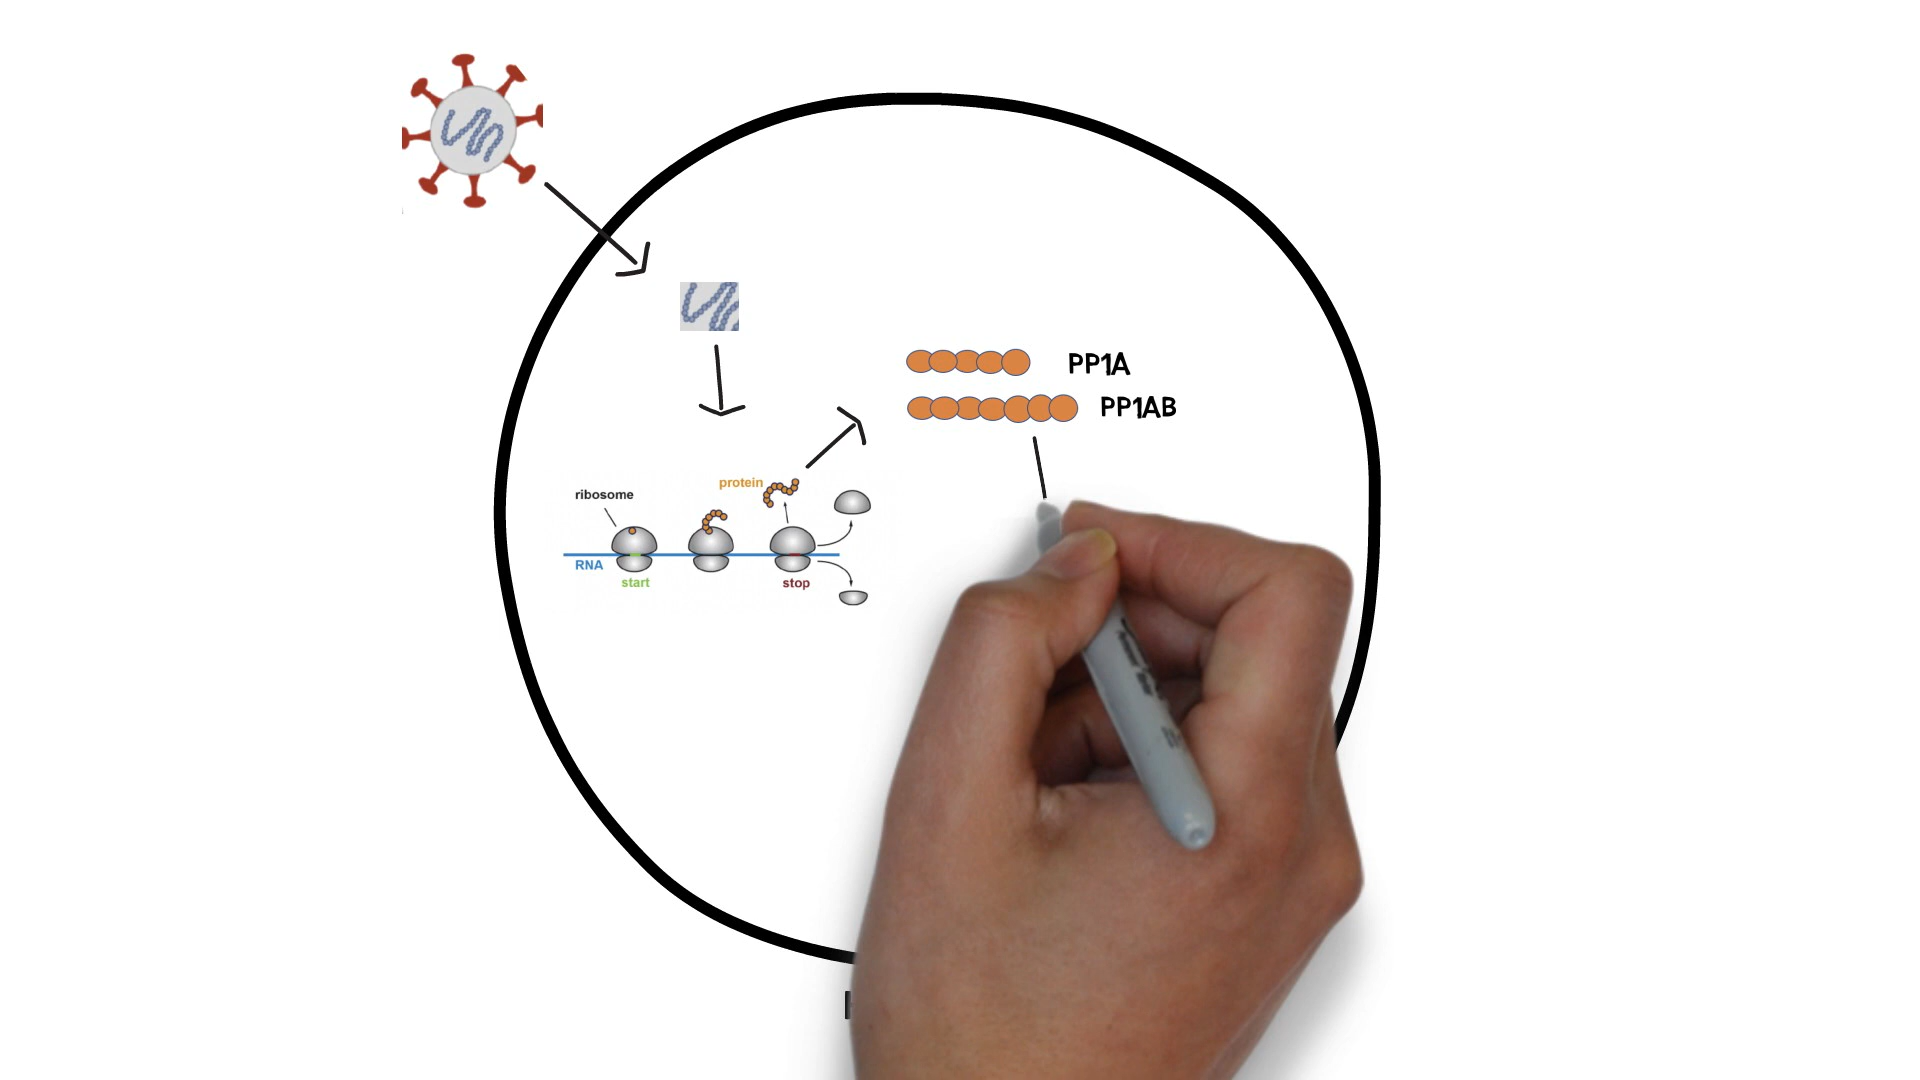 PP1A
PP1AB
protein
ribosome
RNA
start
stop